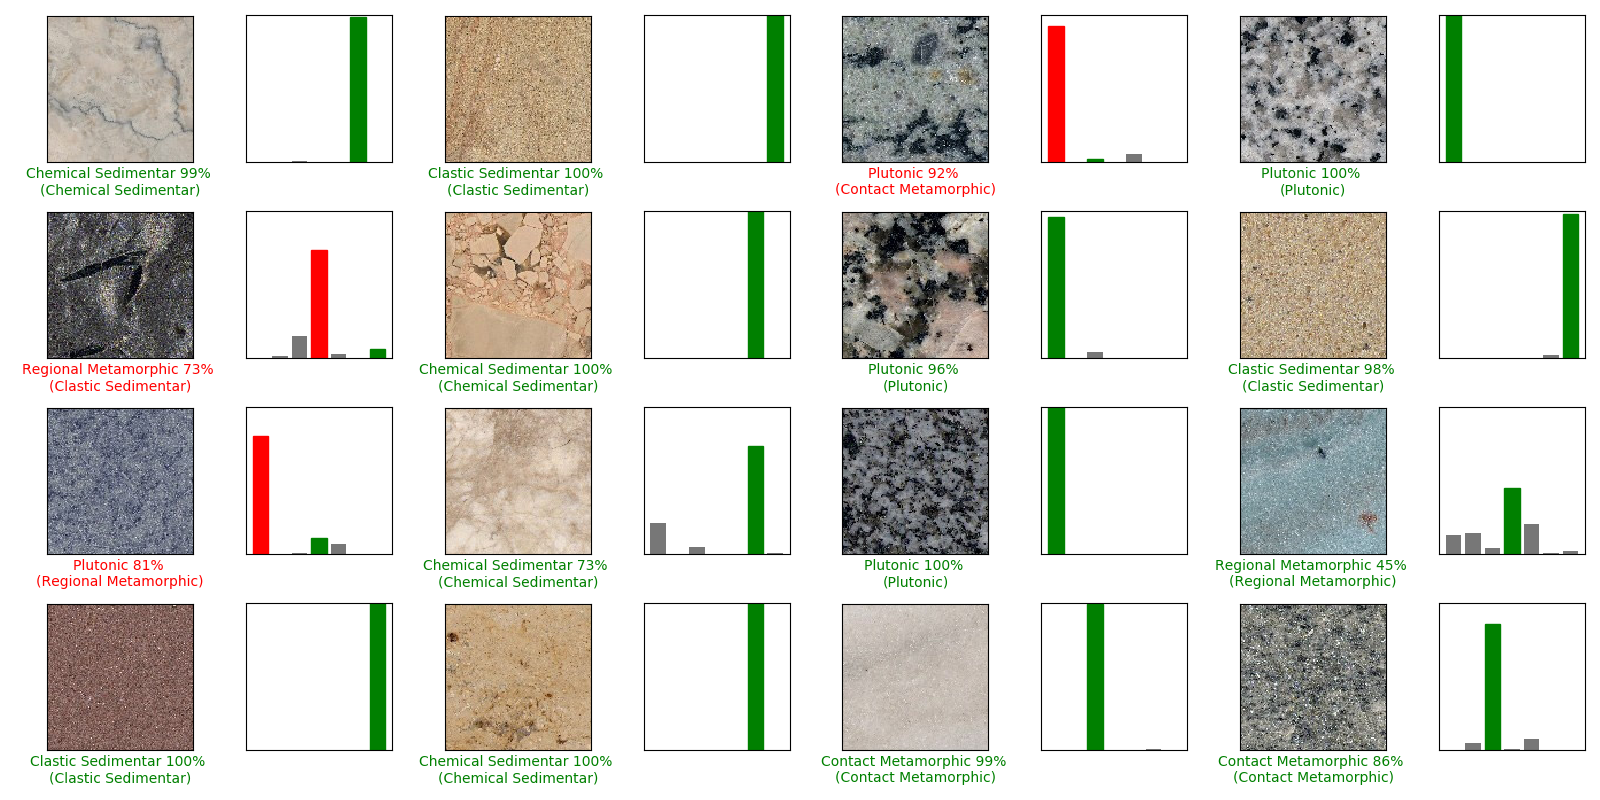 Chemical Sedimentar 99%
(Chemical Sedimentar)
Clastic Sedimentar 100%
(Clastic Sedimentar)
Plutonic 92%
(Contact Metamorphic)
Plutonic 100%
(Plutonic)
Regional Metamorphic 73%
(Clastic Sedimentar)
Chemical Sedimentar 100%
(Chemical Sedimentar)
Plutonic 96%
(Plutonic)
Clastic Sedimentar 98%
(Clastic Sedimentar)
Plutonic 81%
(Regional Metamorphic)
Chemical Sedimentar 73%
(Chemical Sedimentar)
Plutonic 100%
(Plutonic)
Regional Metamorphic 45%
(Regional Metamorphic)
Clastic Sedimentar 100%
(Clastic Sedimentar)
Chemical Sedimentar 100%
(Chemical Sedimentar)
Contact Metamorphic 99%
(Contact Metamorphic)
Contact Metamorphic 86%
(Contact Metamorphic)